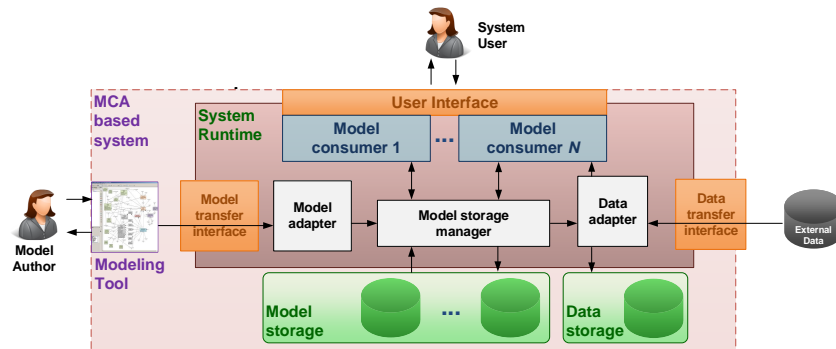 System
User
MCA
based
system
User Interface
System
Runtime
Model
consumer 1
...
Model
consumer N
Model
transfer
interface
Model
adapter
Model storage
manager
Data
adapter
Data
transfer
interface
External
Data
Model
Author
Modeling
Tool
Model
storage
...
Data
storage